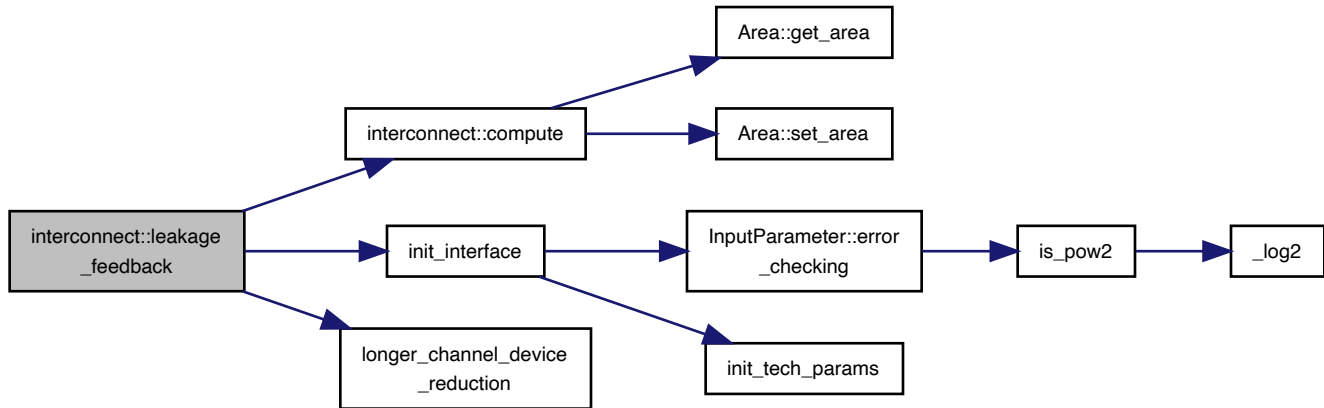 Area::get_area
interconnect::compute
Area::set_area
interconnect::leakage
_feedback
init_interface
InputParameter::error
_checking
is_pow2
_log2
longer_channel_device
_reduction
init_tech_params